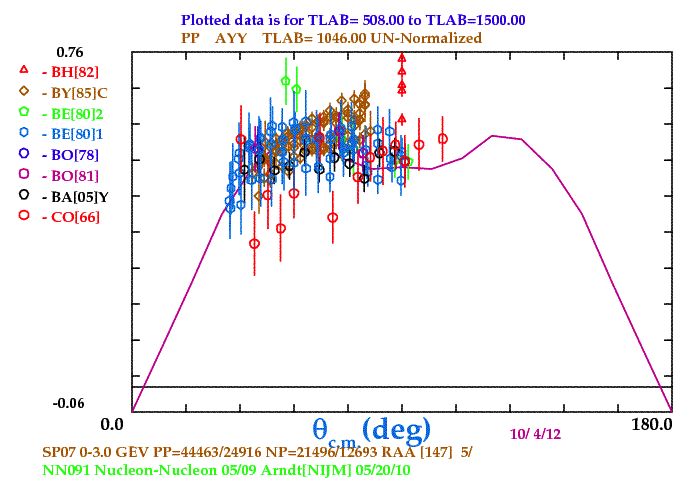 Plotted data is for TLAB= 508.00 to TLAB=1500.00
PP AYY TLAB= 1046.00 UN-Normalized
0.76
- BH[82]
- BY[85]C
- BE[80]2
- BE[80]1
- BO[78]
- BO[81]
- BA[05]Y
- CO[66]
-0.06
0.0
180.0
θc.m.(deg)
10/ 4/12
SP07 0-3.0 GEV PP=44463/24916 NP=21496/12693 RAA [147] 5/
NN091 Nucleon-Nucleon 05/09 Arndt[NIJM] 05/20/10